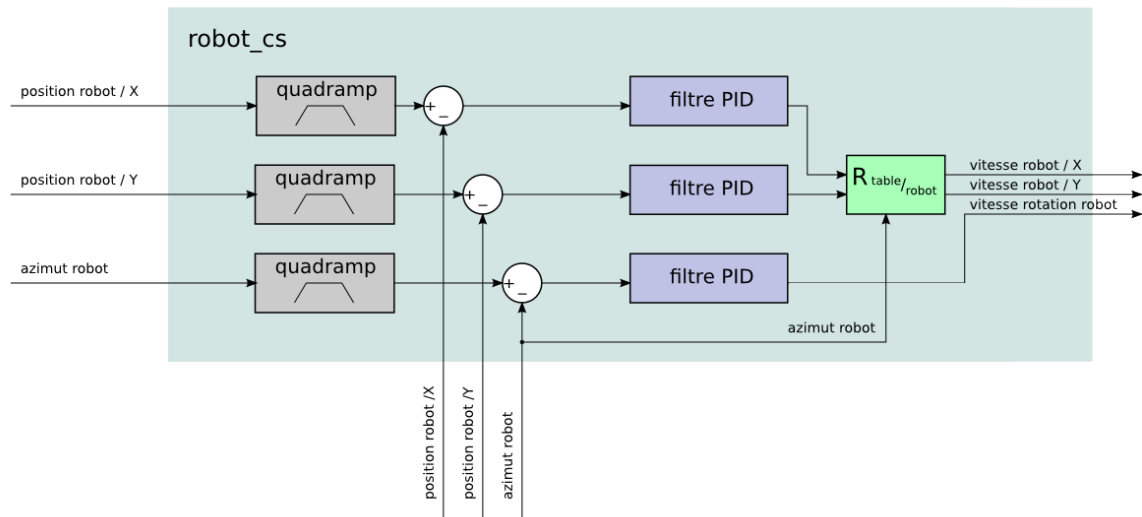 robot_cs
position robot / X
quadramp
+
−
filtre PID
position robot / Y
quadramp
+
−
filtre PID
R table/robot
vitesse robot / X
vitesse robot / Y
vitesse rotation robot
azimut robot
quadramp
+
−
filtre PID
azimut robot
position robot /X
position robot /Y
azimut robot